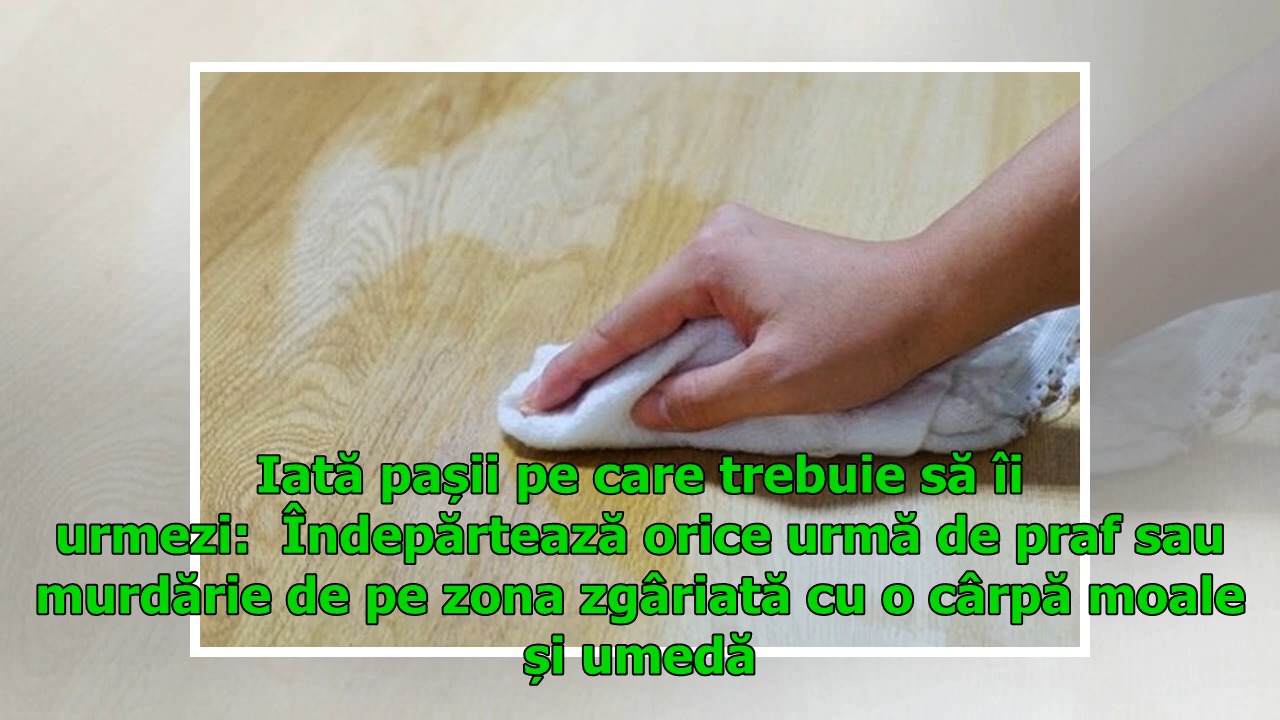 Iată pașii pe care trebuie să îi
urmezi:  Îndepărtează orice urmă de praf sau
murdărie de pe zona zgâriată cu o cârpă moale
și umedă